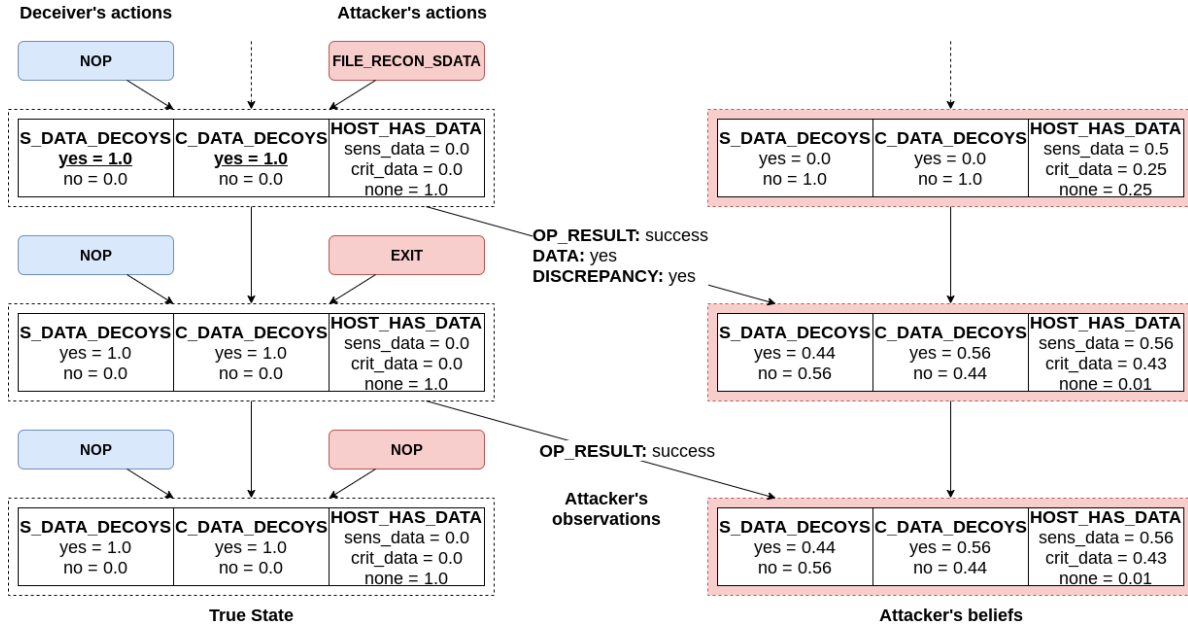 Deceiver's actions
Attacker's actions
NOP
FILE_RECON_SDATA
S_DATA_DECOYS
yes = 1.0
no = 0.0
C_DATA_DECOYS
yes = 1.0
no = 0.0
HOST_HAS_DATA
sens_data = 0.0
crit_data = 0.0
none = 1.0
S_DATA_DECOYS
yes = 0.0
no = 1.0
C_DATA_DECOYS
yes = 0.0
no = 1.0
HOST_HAS_DATA
sens_data = 0.5
crit_data = 0.25
none = 0.25
OP_RESULT: success
DATA: yes
DISCREPANCY: yes
NOP
EXIT
S_DATA_DECOYS
yes = 1.0
no = 0.0
C_DATA_DECOYS
yes = 1.0
no = 0.0
HOST_HAS_DATA
sens_data = 0.0
crit_data = 0.0
none = 1.0
S_DATA_DECOYS
yes = 0.44
no = 0.56
C_DATA_DECOYS
yes = 0.56
no = 0.44
HOST_HAS_DATA
sens_data = 0.56
crit_data = 0.43
none = 0.01
OP_RESULT: success
NOP
NOP
Attacker's
observations
S_DATA_DECOYS
yes = 1.0
no = 0.0
C_DATA_DECOYS
yes = 1.0
no = 0.0
HOST_HAS_DATA
sens_data = 0.0
crit_data = 0.0
none = 1.0
S_DATA_DECOYS
yes = 0.44
no = 0.56
C_DATA_DECOYS
yes = 0.56
no = 0.44
HOST_HAS_DATA
sens_data = 0.56
crit_data = 0.43
none = 0.01
True State
Attacker's beliefs